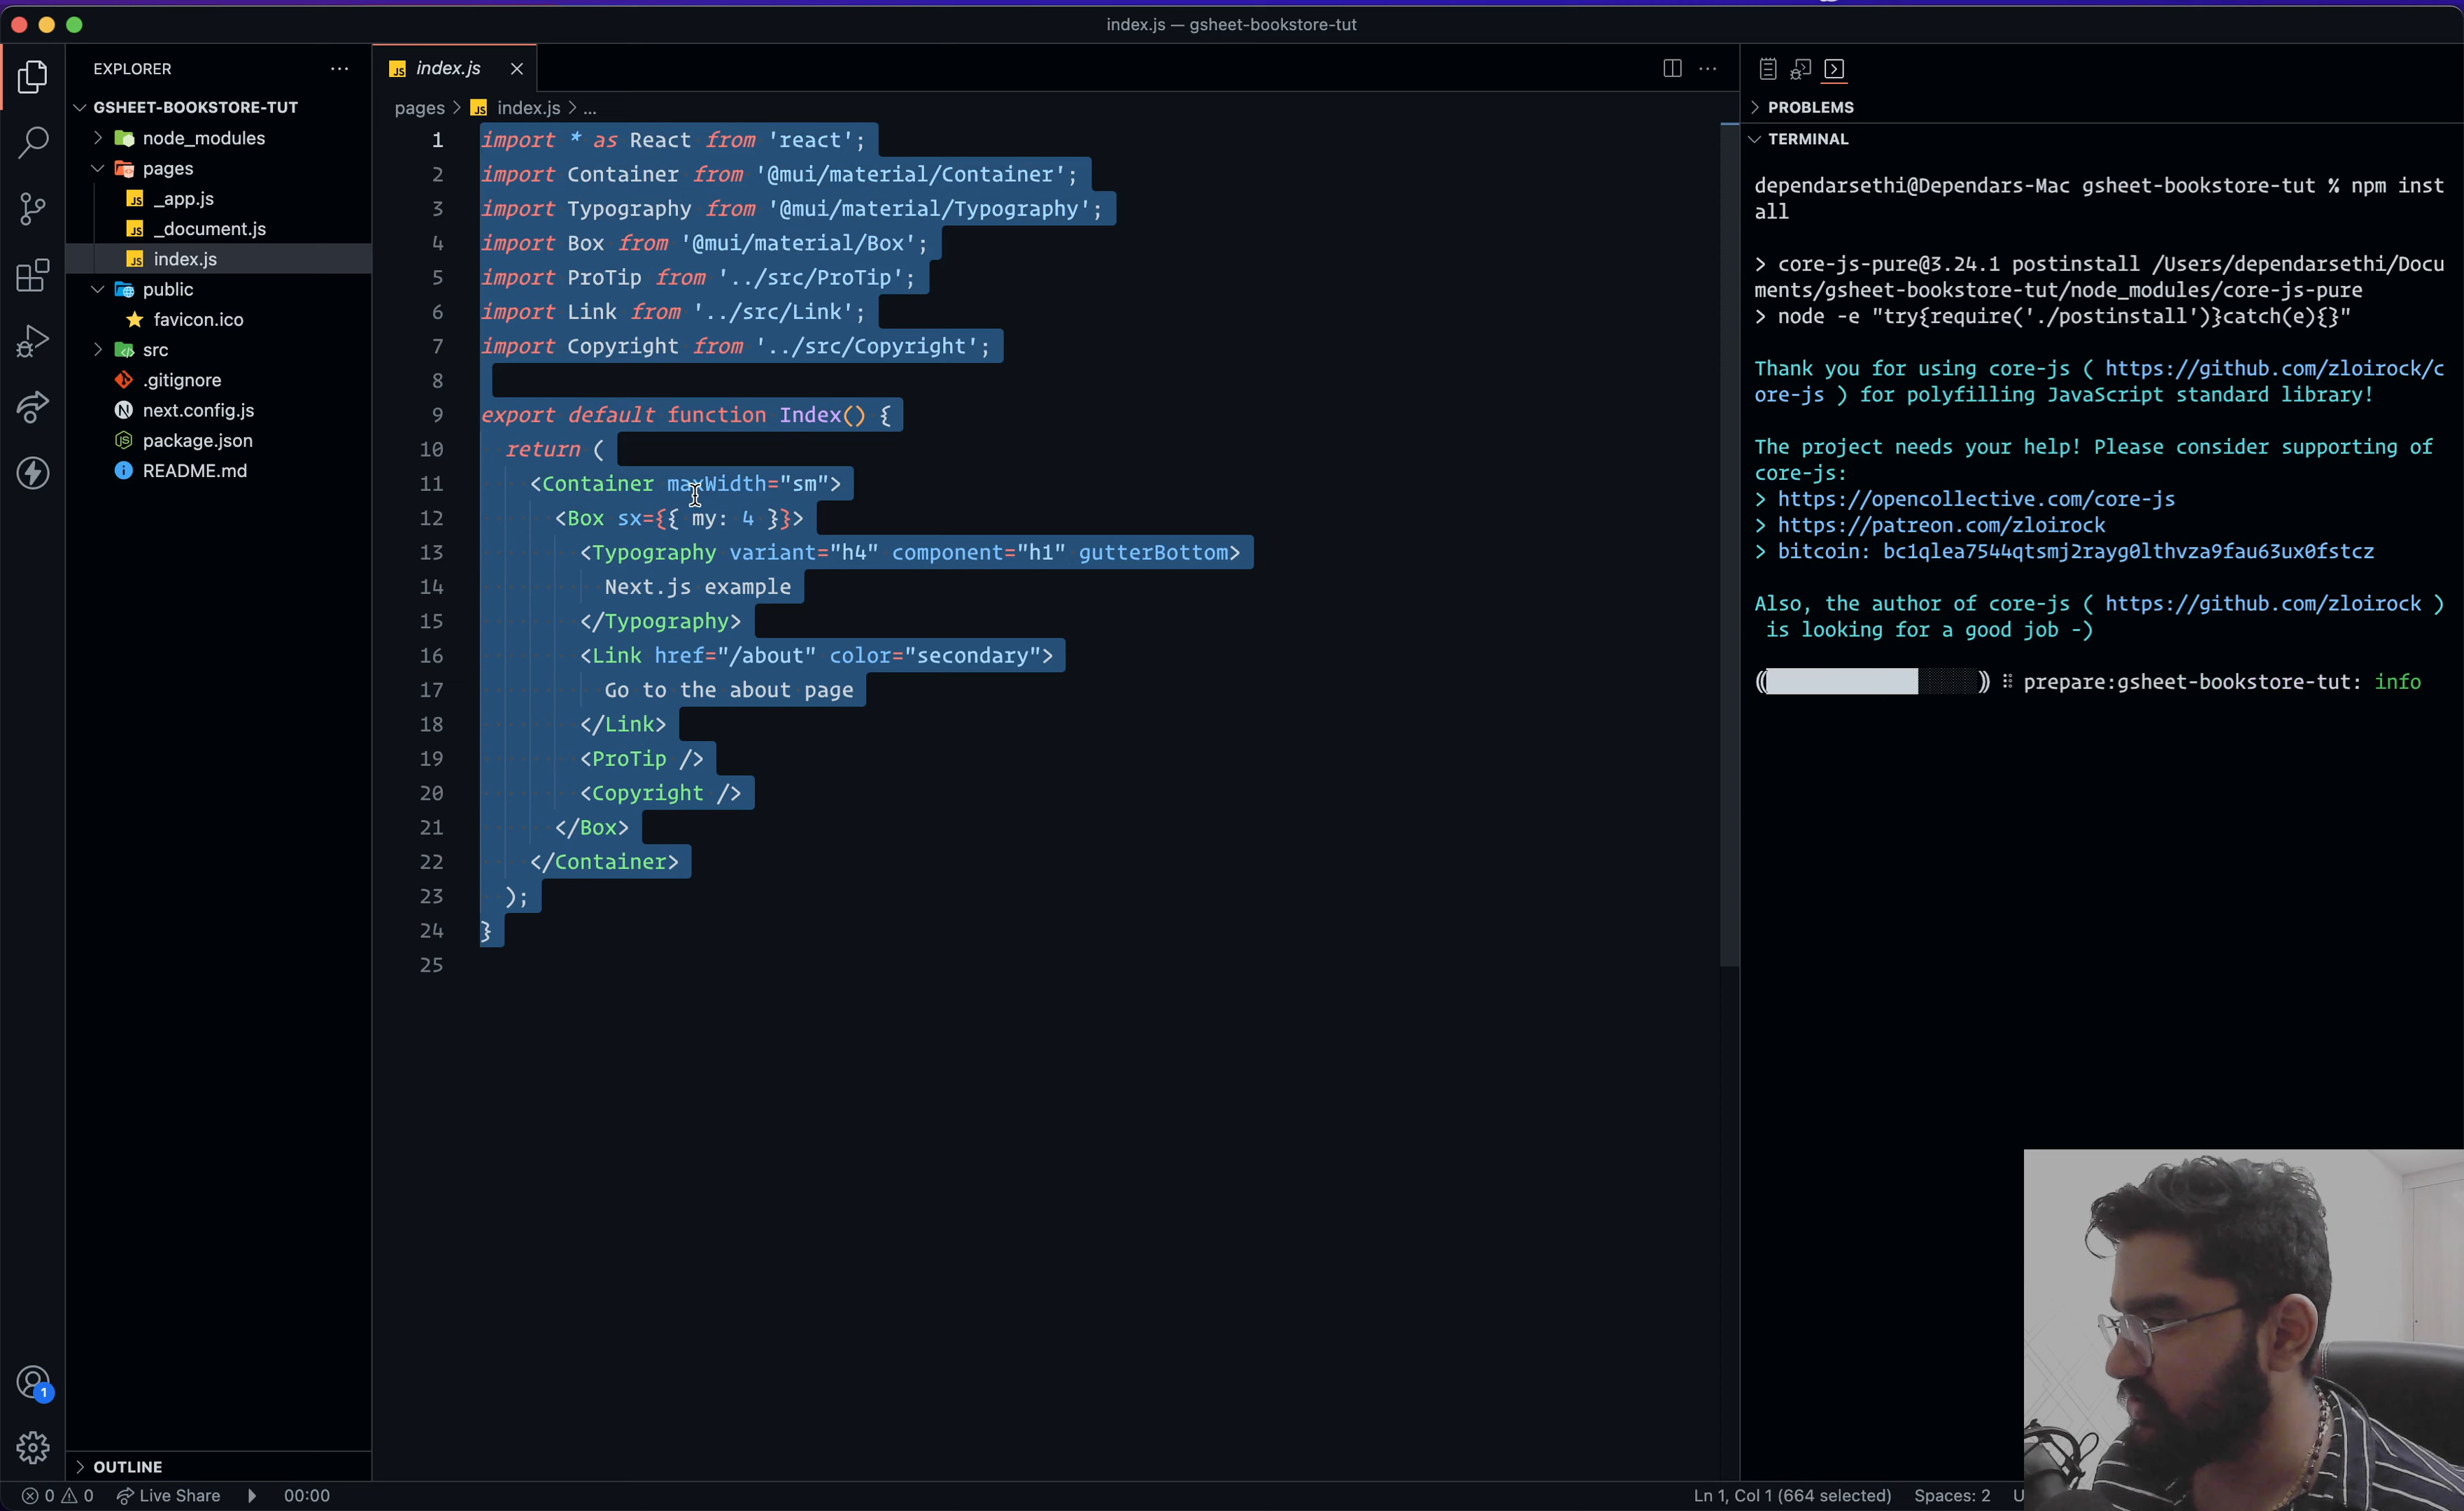 index.js — gsheet-bookstore-tut
EXPLORER
GSHEET-BOOKSTORE-TUT
node_modules
pages
_app.js
_document.js
index.js
public
favicon.ico
src
.gitignore
next.config.js
package.json
README.md
OUTLINE
JS index.js
pages > JS index.js > ...
1 import * as React from 'react';
2 import Container from '@mui/material/Container';
3 import Typography from '@mui/material/Typography';
4 import Box from '@mui/material/Box';
5 import ProTip from '../src/ProTip';
6 import Link from '../src/Link';
7 import Copyright from '../src/Copyright';
8
9 export default function Index() {
10 return (
11 <Container maxWidth="sm">
12 <Box sx={{ my: 4 }}>
13 <Typography variant="h4" component="h1" gutterBottom>
14 Next.js example
15 </Typography>
16 <Link href="/about" color="secondary">
17 Go to the about page
18 </Link>
19 <ProTip />
20 <Copyright />
21 </Box>
22 </Container>
23 );
24 }
25
PROBLEMS
TERMINAL
dependarsethi@Dependars-Mac gsheet-bookstore-tut % npm inst
all
> core-js-pure@3.24.1 postinstall /Users/dependarsethi/Docu
ments/gsheet-bookstore-tut/node_modules/core-js-pure
> node -e "try{require('./postinstall')}catch(e){}"
Thank you for using core-js ( https://github.com/zloirock/c
ore-js ) for polyfilling JavaScript standard library!
The project needs your help! Please consider supporting of
core-js:
> https://opencollective.com/core-js
> https://patreon.com/zloirock
> bitcoin: bc1qlea7544qtsmj2rayg0lthvza9fau63ux0fstcz
Also, the author of core-js ( https://github.com/zloirock )
is looking for a good job -)
prepare:gsheet-bookstore-tut: info
1
0 0 Live Share 00:00
Ln 1, Col 1 (664 selected) Spaces: 2 U